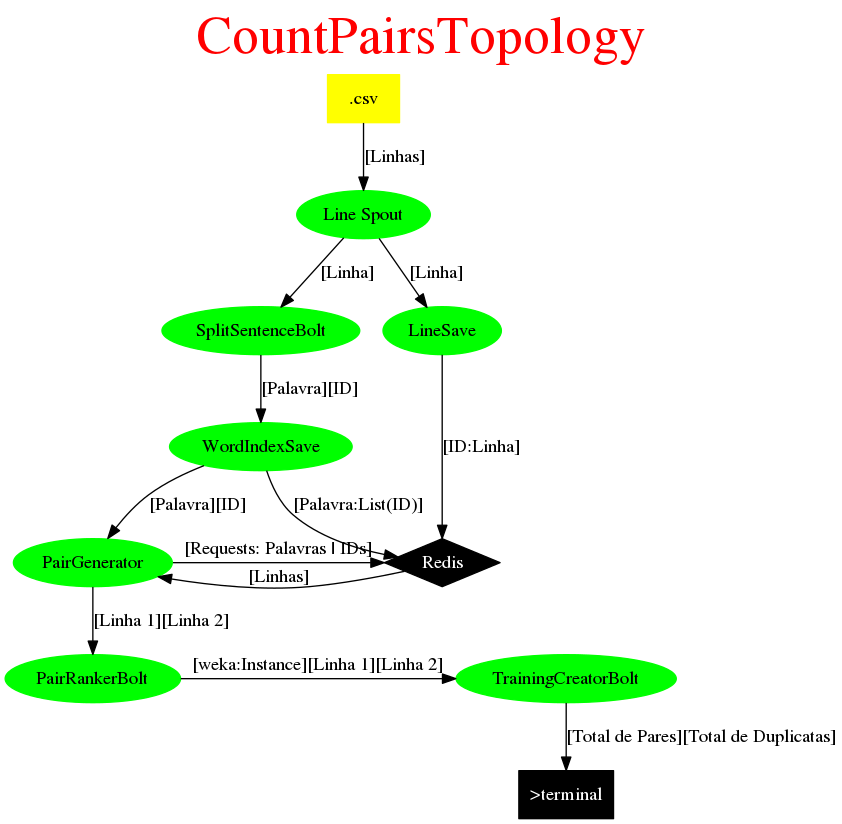 CountPairsTopology
.csv
[Linhas]
Line Spout
[Linha]
[Linha]
SplitSentenceBolt
LineSave
[Palavra][ID]
WordIndexSave
[ID:Linha]
[Palavra][ID]
[Palavra:List(ID)]
[Requests: Palavras | IDs]
PairGenerator
Redis
[Linhas]
[Linha 1][Linha 2]
[weka:Instance][Linha 1][Linha 2]
PairRankerBolt
TrainingCreatorBolt
[Total de Pares][Total de Duplicatas]
>terminal